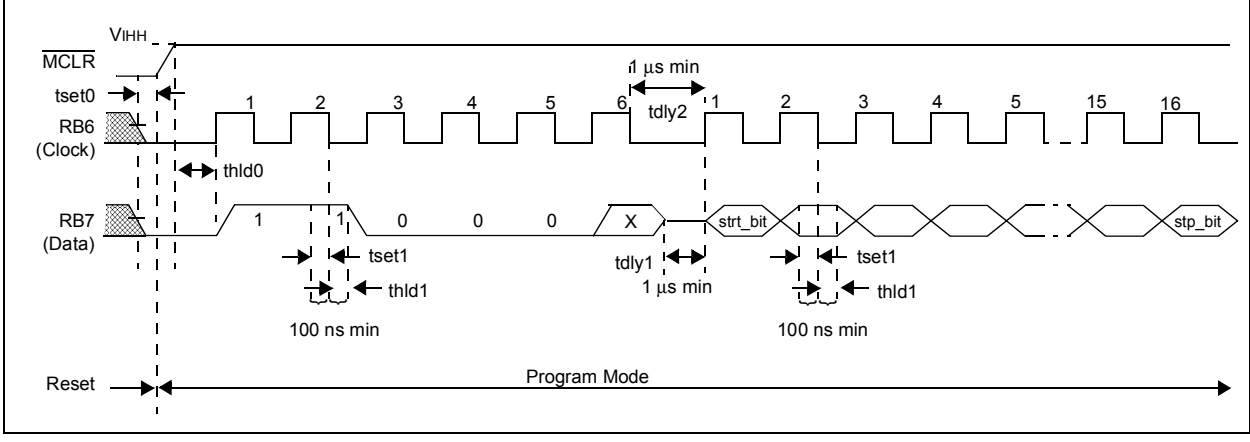 VIHH
MCLR
1 μs min
tset0
1 2 3 4 5 6 tdly2 1 2 3 4 5 15 16
RB6
(Clock)
thld0
RB7
(Data)
1 1 0 0 0 X strt_bit stp_bit
tset1 tdly1 tset1
thld1 1 μs min thld1
100 ns min 100 ns min
Reset Program Mode